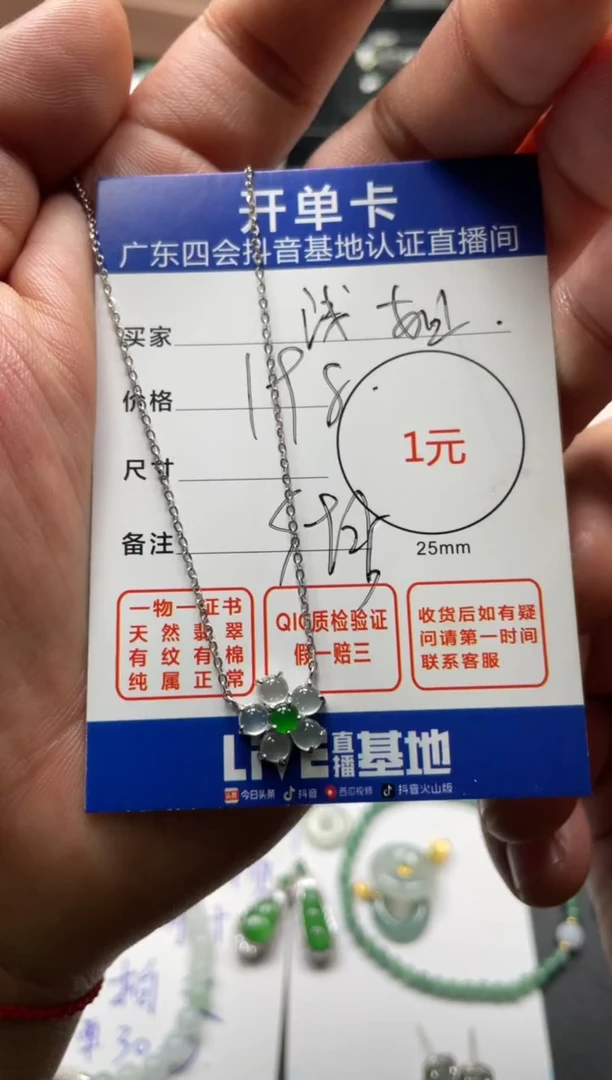 开单卡
广东四会抖音基地认证直播间
买家
价格 198.
1元
尺寸
备注
25mm
一物一证书
天然翡翠
有纹有棉
纯属正常
QIC质检验证
假一赔三
收货后如有疑
问请第一时间
联系客服
LIVE直播基地
今日头条 抖音 西瓜视频 抖音火山版
拍
30